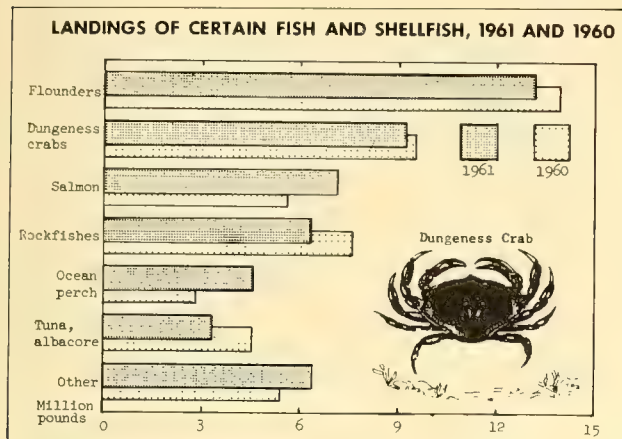 LANDINGS OF CERTAIN FISH AND SHELLFISH, 1961 AND 1960
Flounders
Dungeness
crabs
1961 1960
Salmon
Rockfishes
Dungeness Crab
Ocean
perch
Tuna,
albacore
Other
Million
pounds
0 3 6 9 12 15